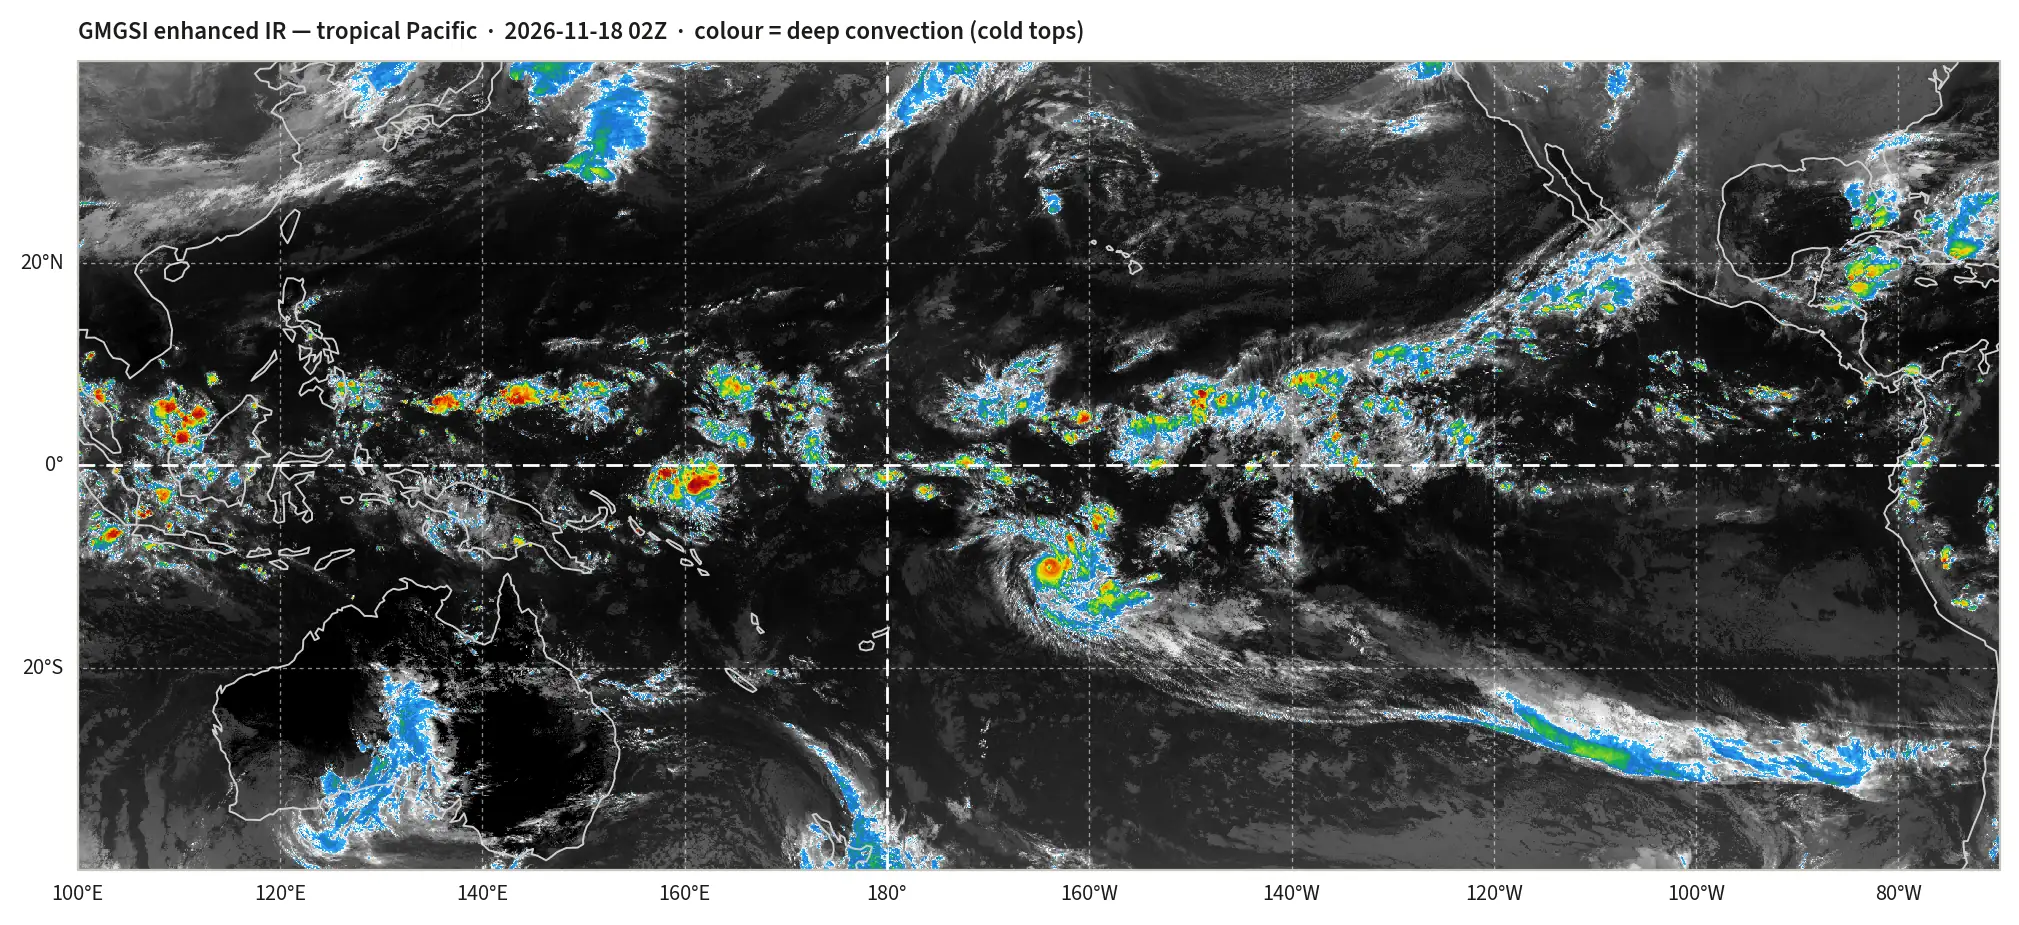 GMGSI enhanced IR — tropical Pacific · 2026-11-18 02Z · colour = deep convection (cold tops)
20°N
0°
20°S
100°E 120°E 140°E 160°E 180° 160°W 140°W 120°W 100°W 80°W